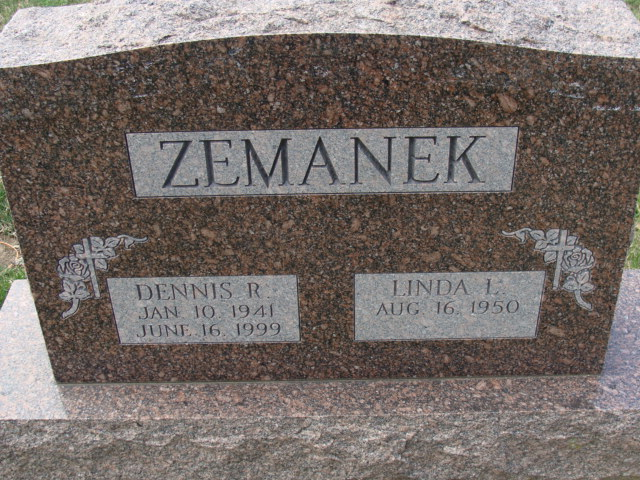 ZEMANEK
DENNIS R.
JAN. 10, 1941
JUNE 16, 1999
LINDA L.
AUG. 16, 1950